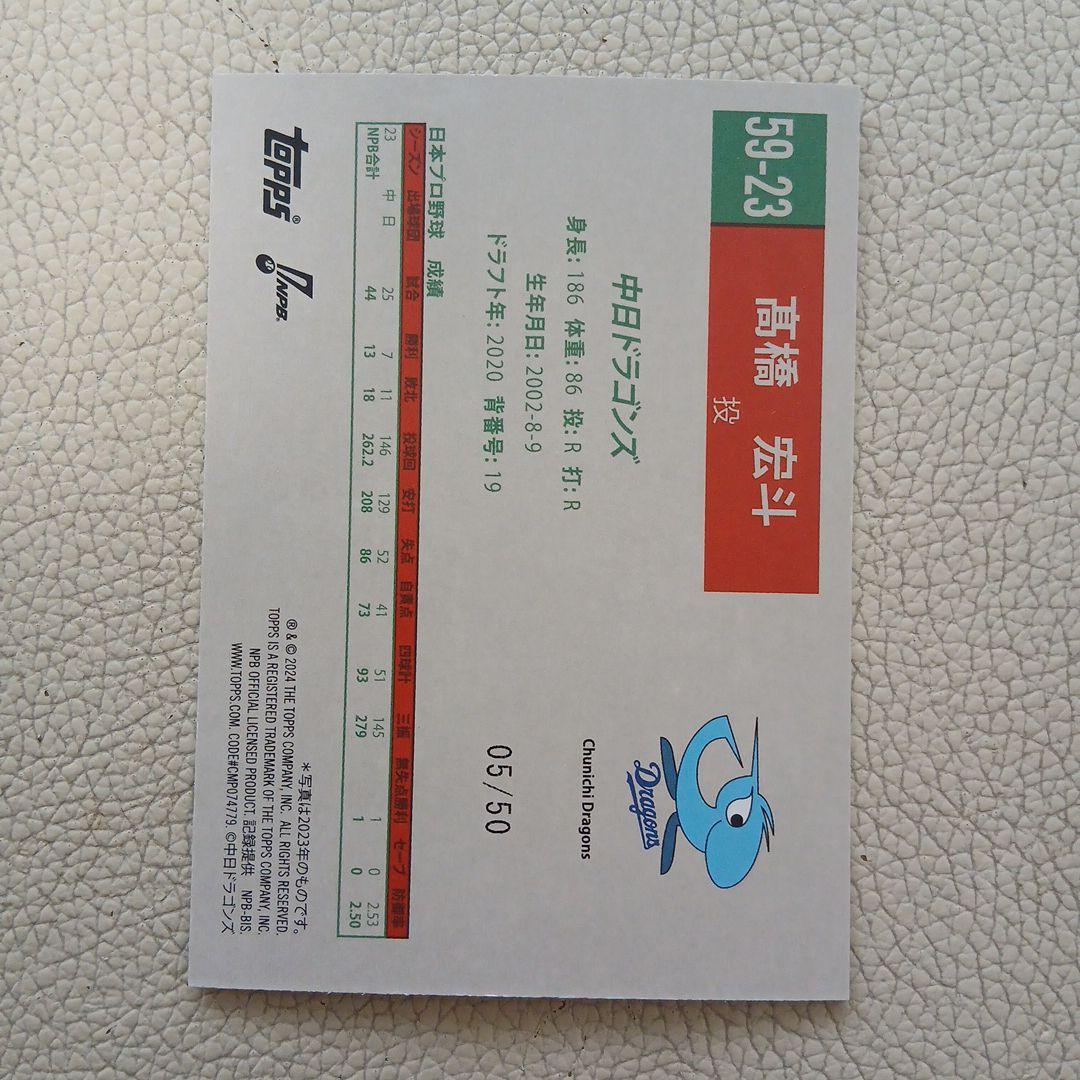 59-23
髙橋 宏斗
投
中日ドラゴンズ
身長: 186 体重: 86 投: R 打: R
生年月日: 2002-8-9
ドラフト年: 2020 背番号: 19
Dragons
Chunichi Dragons
05/50
日本プロ野球 成績
シーズン 出場球団 試合 勝利 敗北 投球回 安打 失点 自責点 四球計 三振 無失点勝利 セーブ 防御率
23 中日 25 7 11 146 129 52 41 51 145 1 0 2.53
NPB合計 44 13 18 262.2 208 86 73 93 279 1 0 2.50
topps®
NPB
*写真は2023年のものです。
® & © 2024 THE TOPPS COMPANY, INC. ALL RIGHTS RESERVED.
TOPPS IS A REGISTERED TRADEMARK OF THE TOPPS COMPANY, INC.
NPB OFFICIAL LICENSED PRODUCT. 記録提供 NPB-BIS.
WWW.TOPPS.COM. CODE#CMP074779. ©中日ドラゴンズ